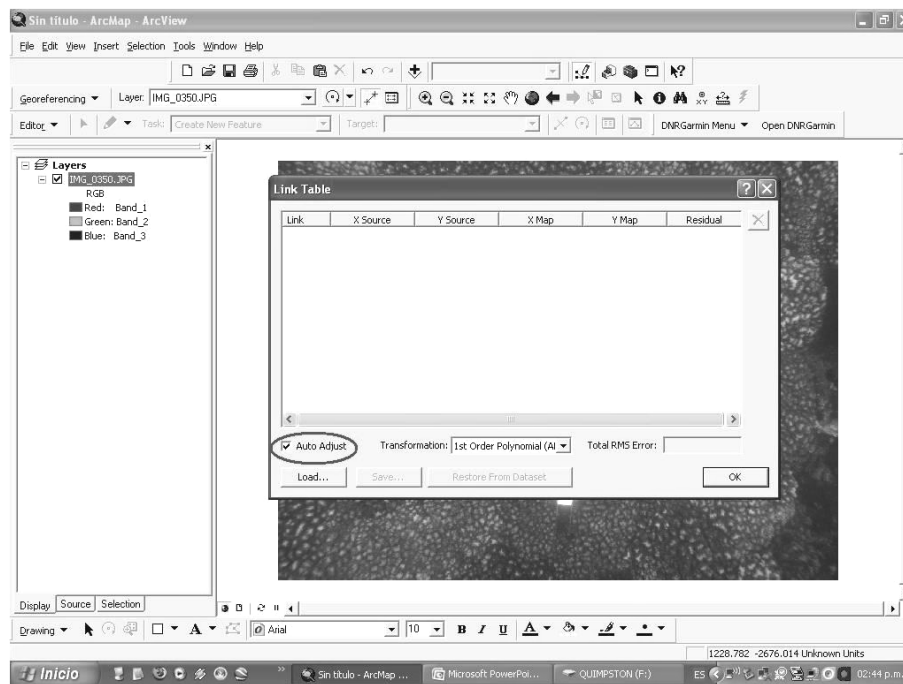 Sin título - ArcMap - ArcView
File Edit View Insert Selection Tools Window Help
Georeferencing Layer: IMG_0350.JPG
Editor Task: Create New Feature Target: DNRGarmin Menu Open DNRGarmin
Layers
IMG_0350.JPG
RGB
Red: Band_1
Green: Band_2
Blue: Band_3
Link Table
Link X Source Y Source X Map Y Map Residual
Auto Adjust Transformation: 1st Order Polynomial (Af Total RMS Error:
Load... Save... Restore From Dataset OK
Display Source Selection
Drawing A Arial 10 B I U A
1228.782 -2676.014 Unknown Units
Inicio Sin título - ArcMap ... Microsoft PowerPoi... QUIMPSTON (F:) ES 02:44 p.m.